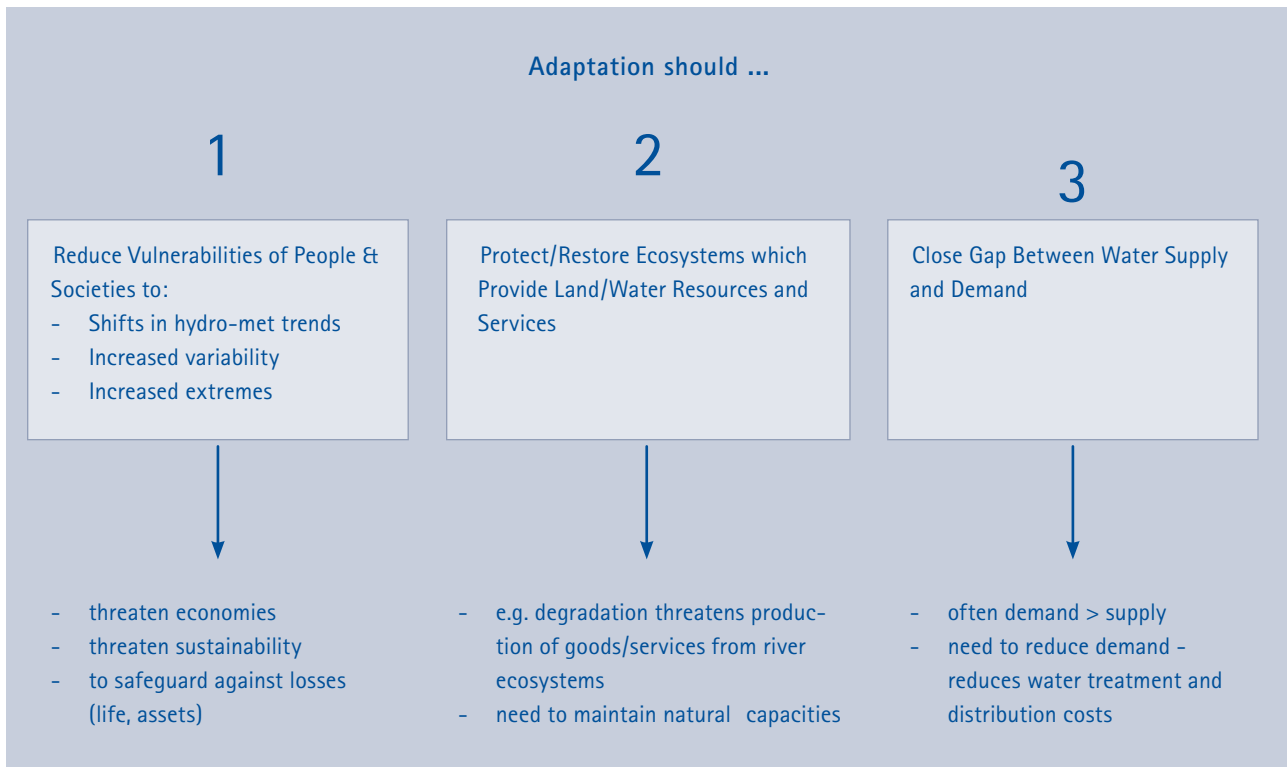 Adaptation should ...
1
Reduce Vulnerabilities of People &
Societies to:
- Shifts in hydro-met trends
- Increased variability
- Increased extremes
- threaten economies
- threaten sustainability
- to safeguard against losses
(life, assets)
2
Protect/Restore Ecosystems which
Provide Land/Water Resources and
Services
- e.g. degradation threatens produc-
tion of goods/services from river
ecosystems
- need to maintain natural capacities
3
Close Gap Between Water Supply
and Demand
- often demand > supply
- need to reduce demand -
reduces water treatment and
distribution costs